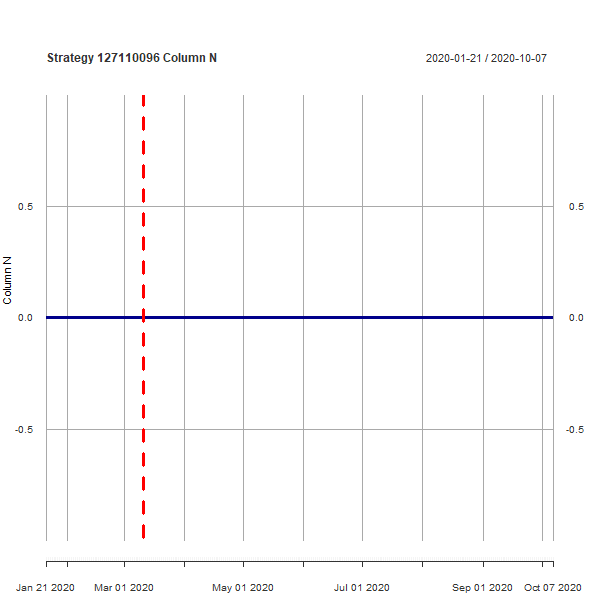 Strategy 127110096 Column N
2020-01-21 / 2020-10-07
0.5
0.5
Column N
0.0
0.0
-0.5
-0.5
Jan 21 2020
Mar 01 2020
May 01 2020
Jul 01 2020
Sep 01 2020
Oct 07 2020